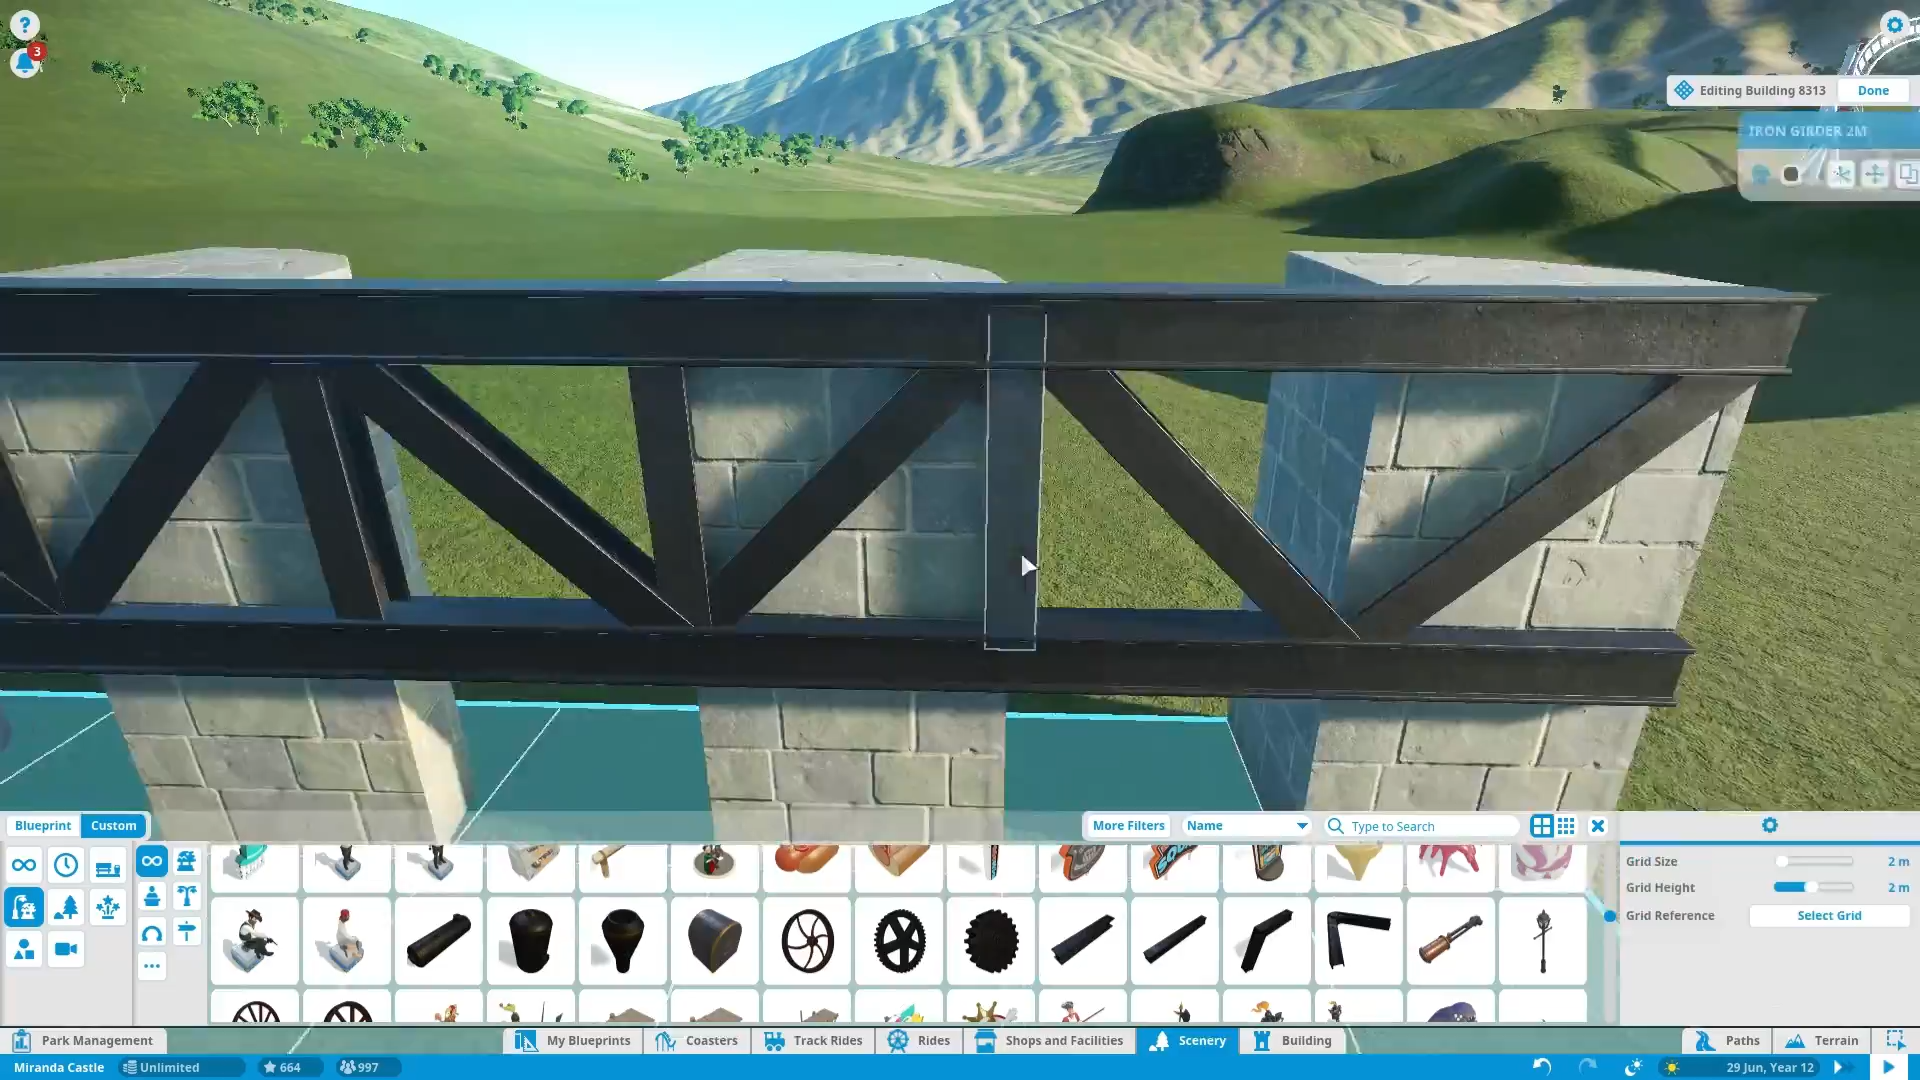 ?
3
Editing Building 8313 Done
IRON GIRDER 2M
Blueprint Custom More Filters Name Type to Search
Grid Size 2 m
Grid Height 2 m
Grid Reference Select Grid
Park Management My Blueprints Coasters Track Rides Rides Shops and Facilities Scenery Building Paths Terrain
Miranda Castle Unlimited 664 997 29 Jun, Year 12